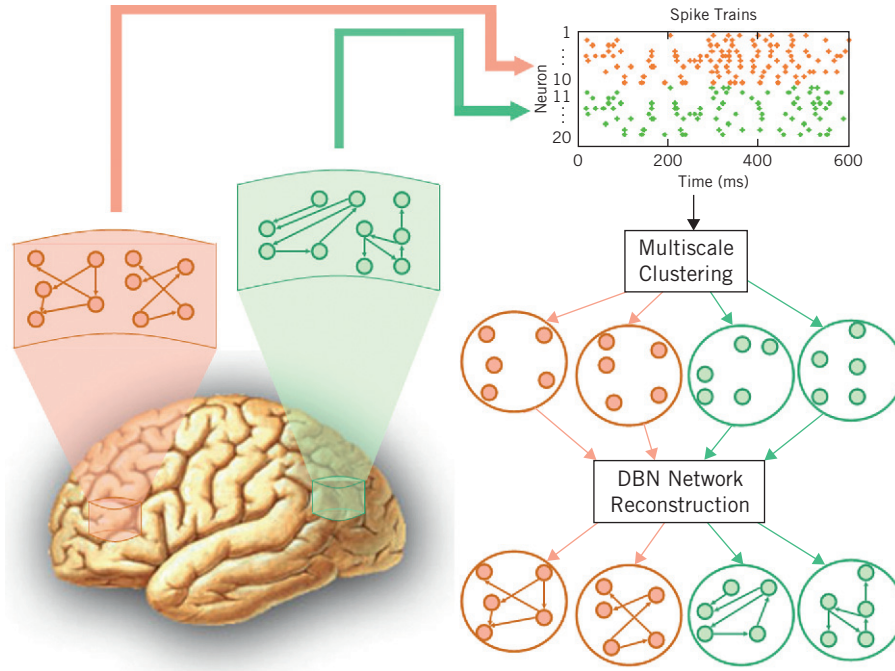 Spike Trains
Neuron
1
:
10
11
:
20
0
200
400
600
Time (ms)
Multiscale
Clustering
DBN Network
Reconstruction